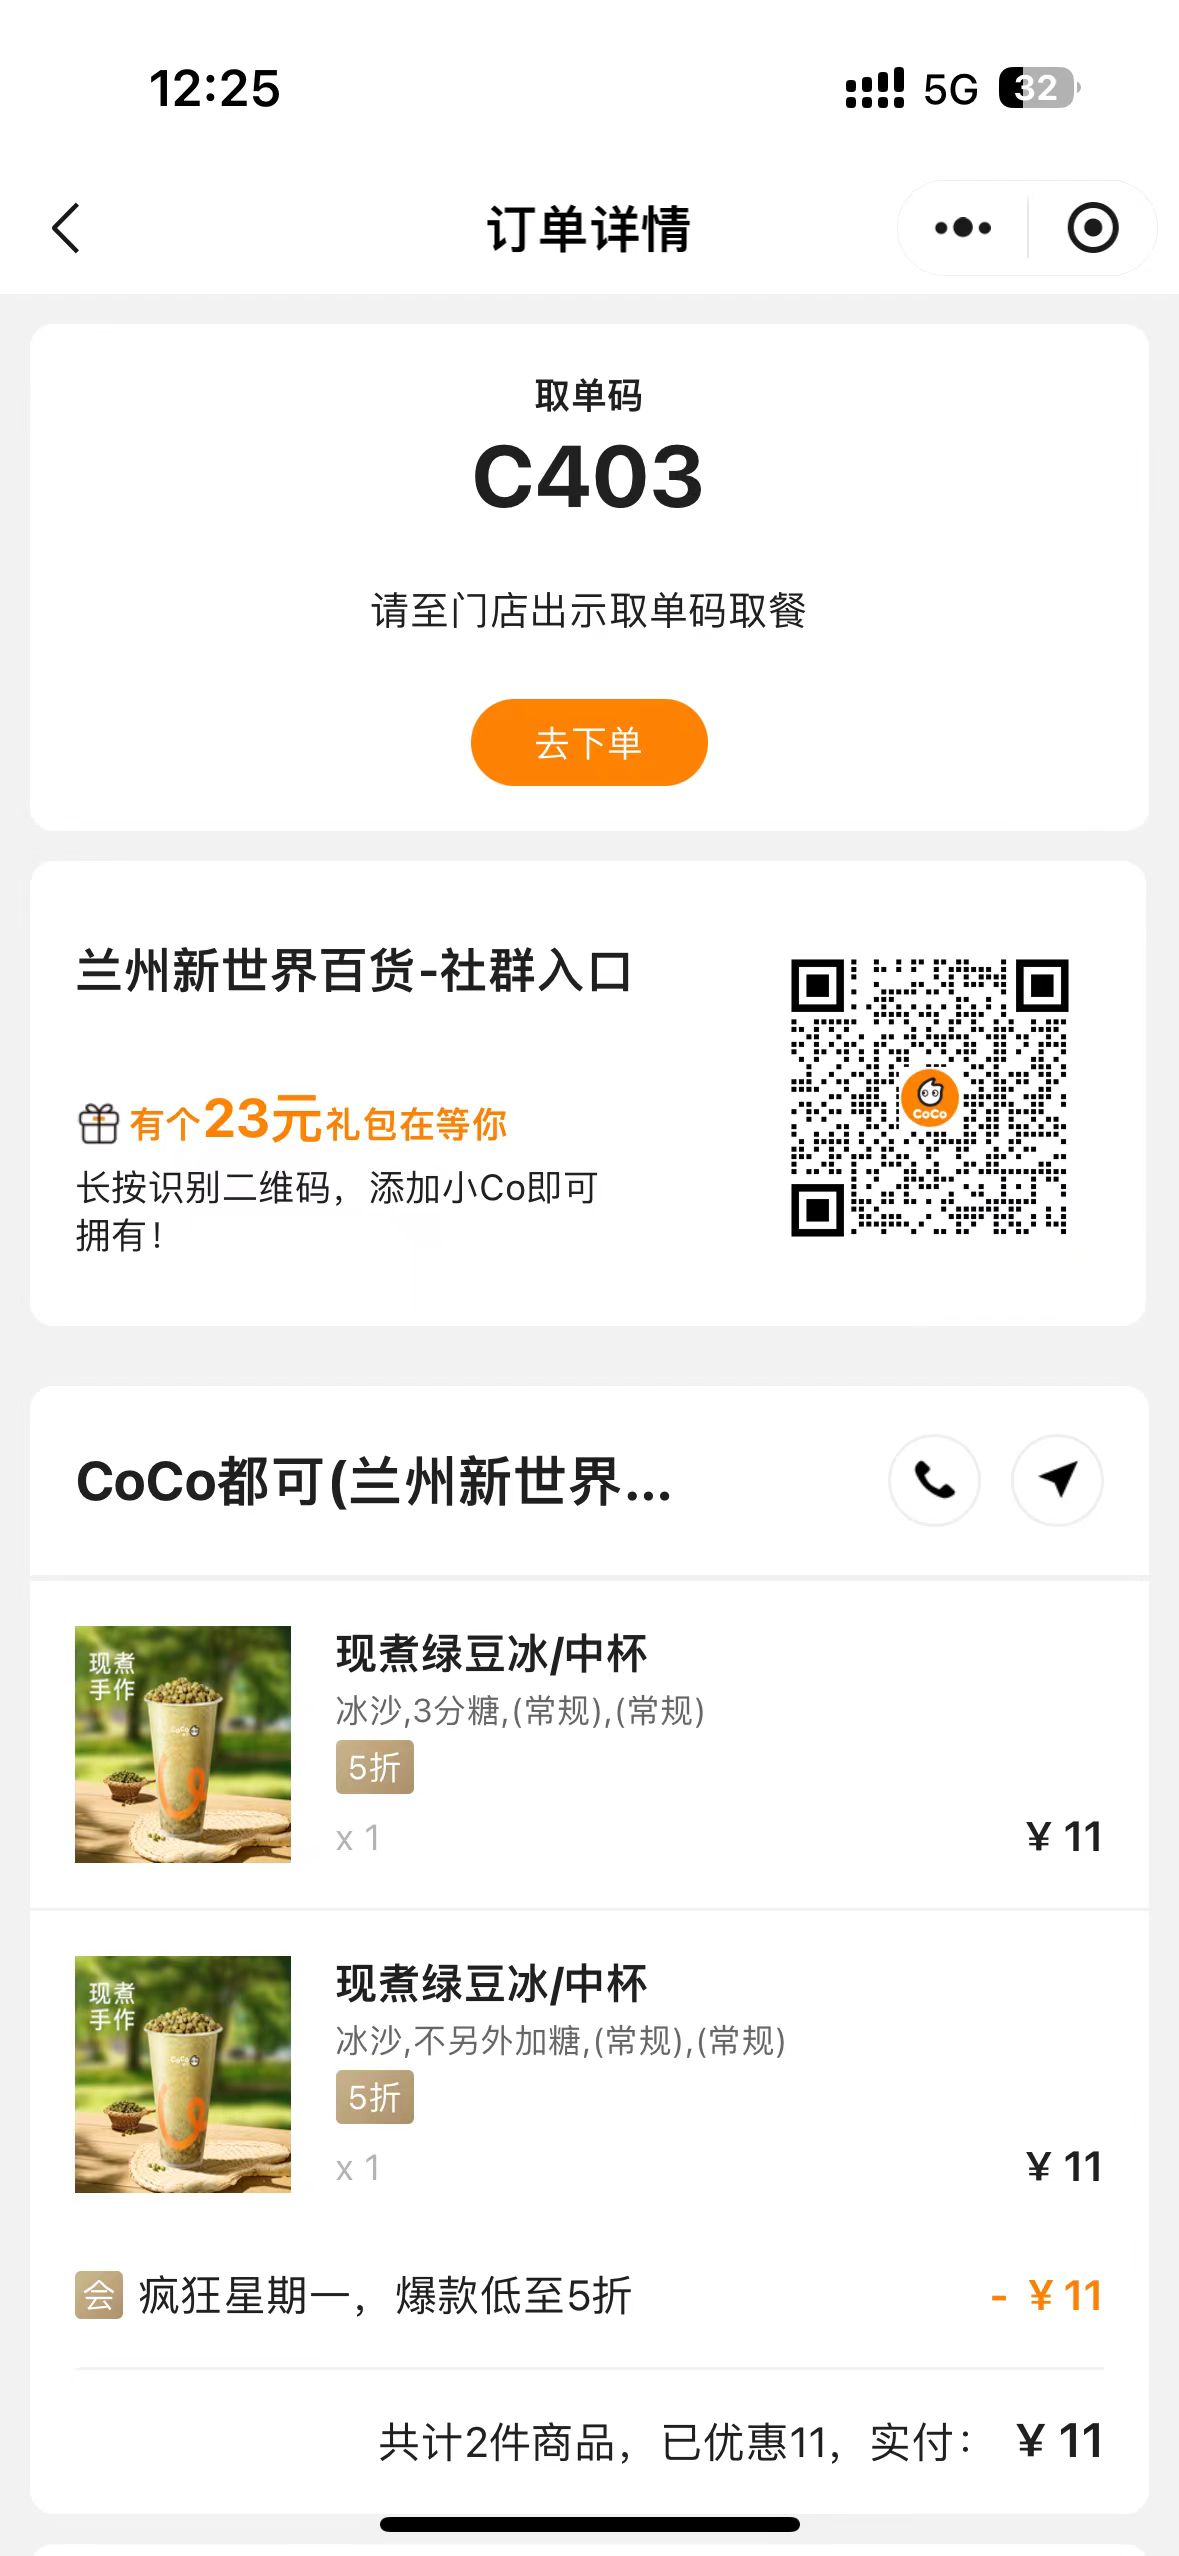 12:25
5G 32
订单详情
取单码
C403
请至门店出示取单码取餐
去下单
兰州新世界百货-社群入口
有个23元礼包在等你
长按识别二维码，添加小Co即可
拥有！
CoCo
CoCo都可(兰州新世界...
现煮
手作
CoCo
现煮绿豆冰/中杯
冰沙,3分糖,(常规),(常规)
5折
x 1
¥ 11
现煮
手作
CoCo
现煮绿豆冰/中杯
冰沙,不另外加糖,(常规),(常规)
5折
x 1
¥ 11
会 疯狂星期一，爆款低至5折 - ¥ 11
共计2件商品，已优惠11，实付： ¥ 11